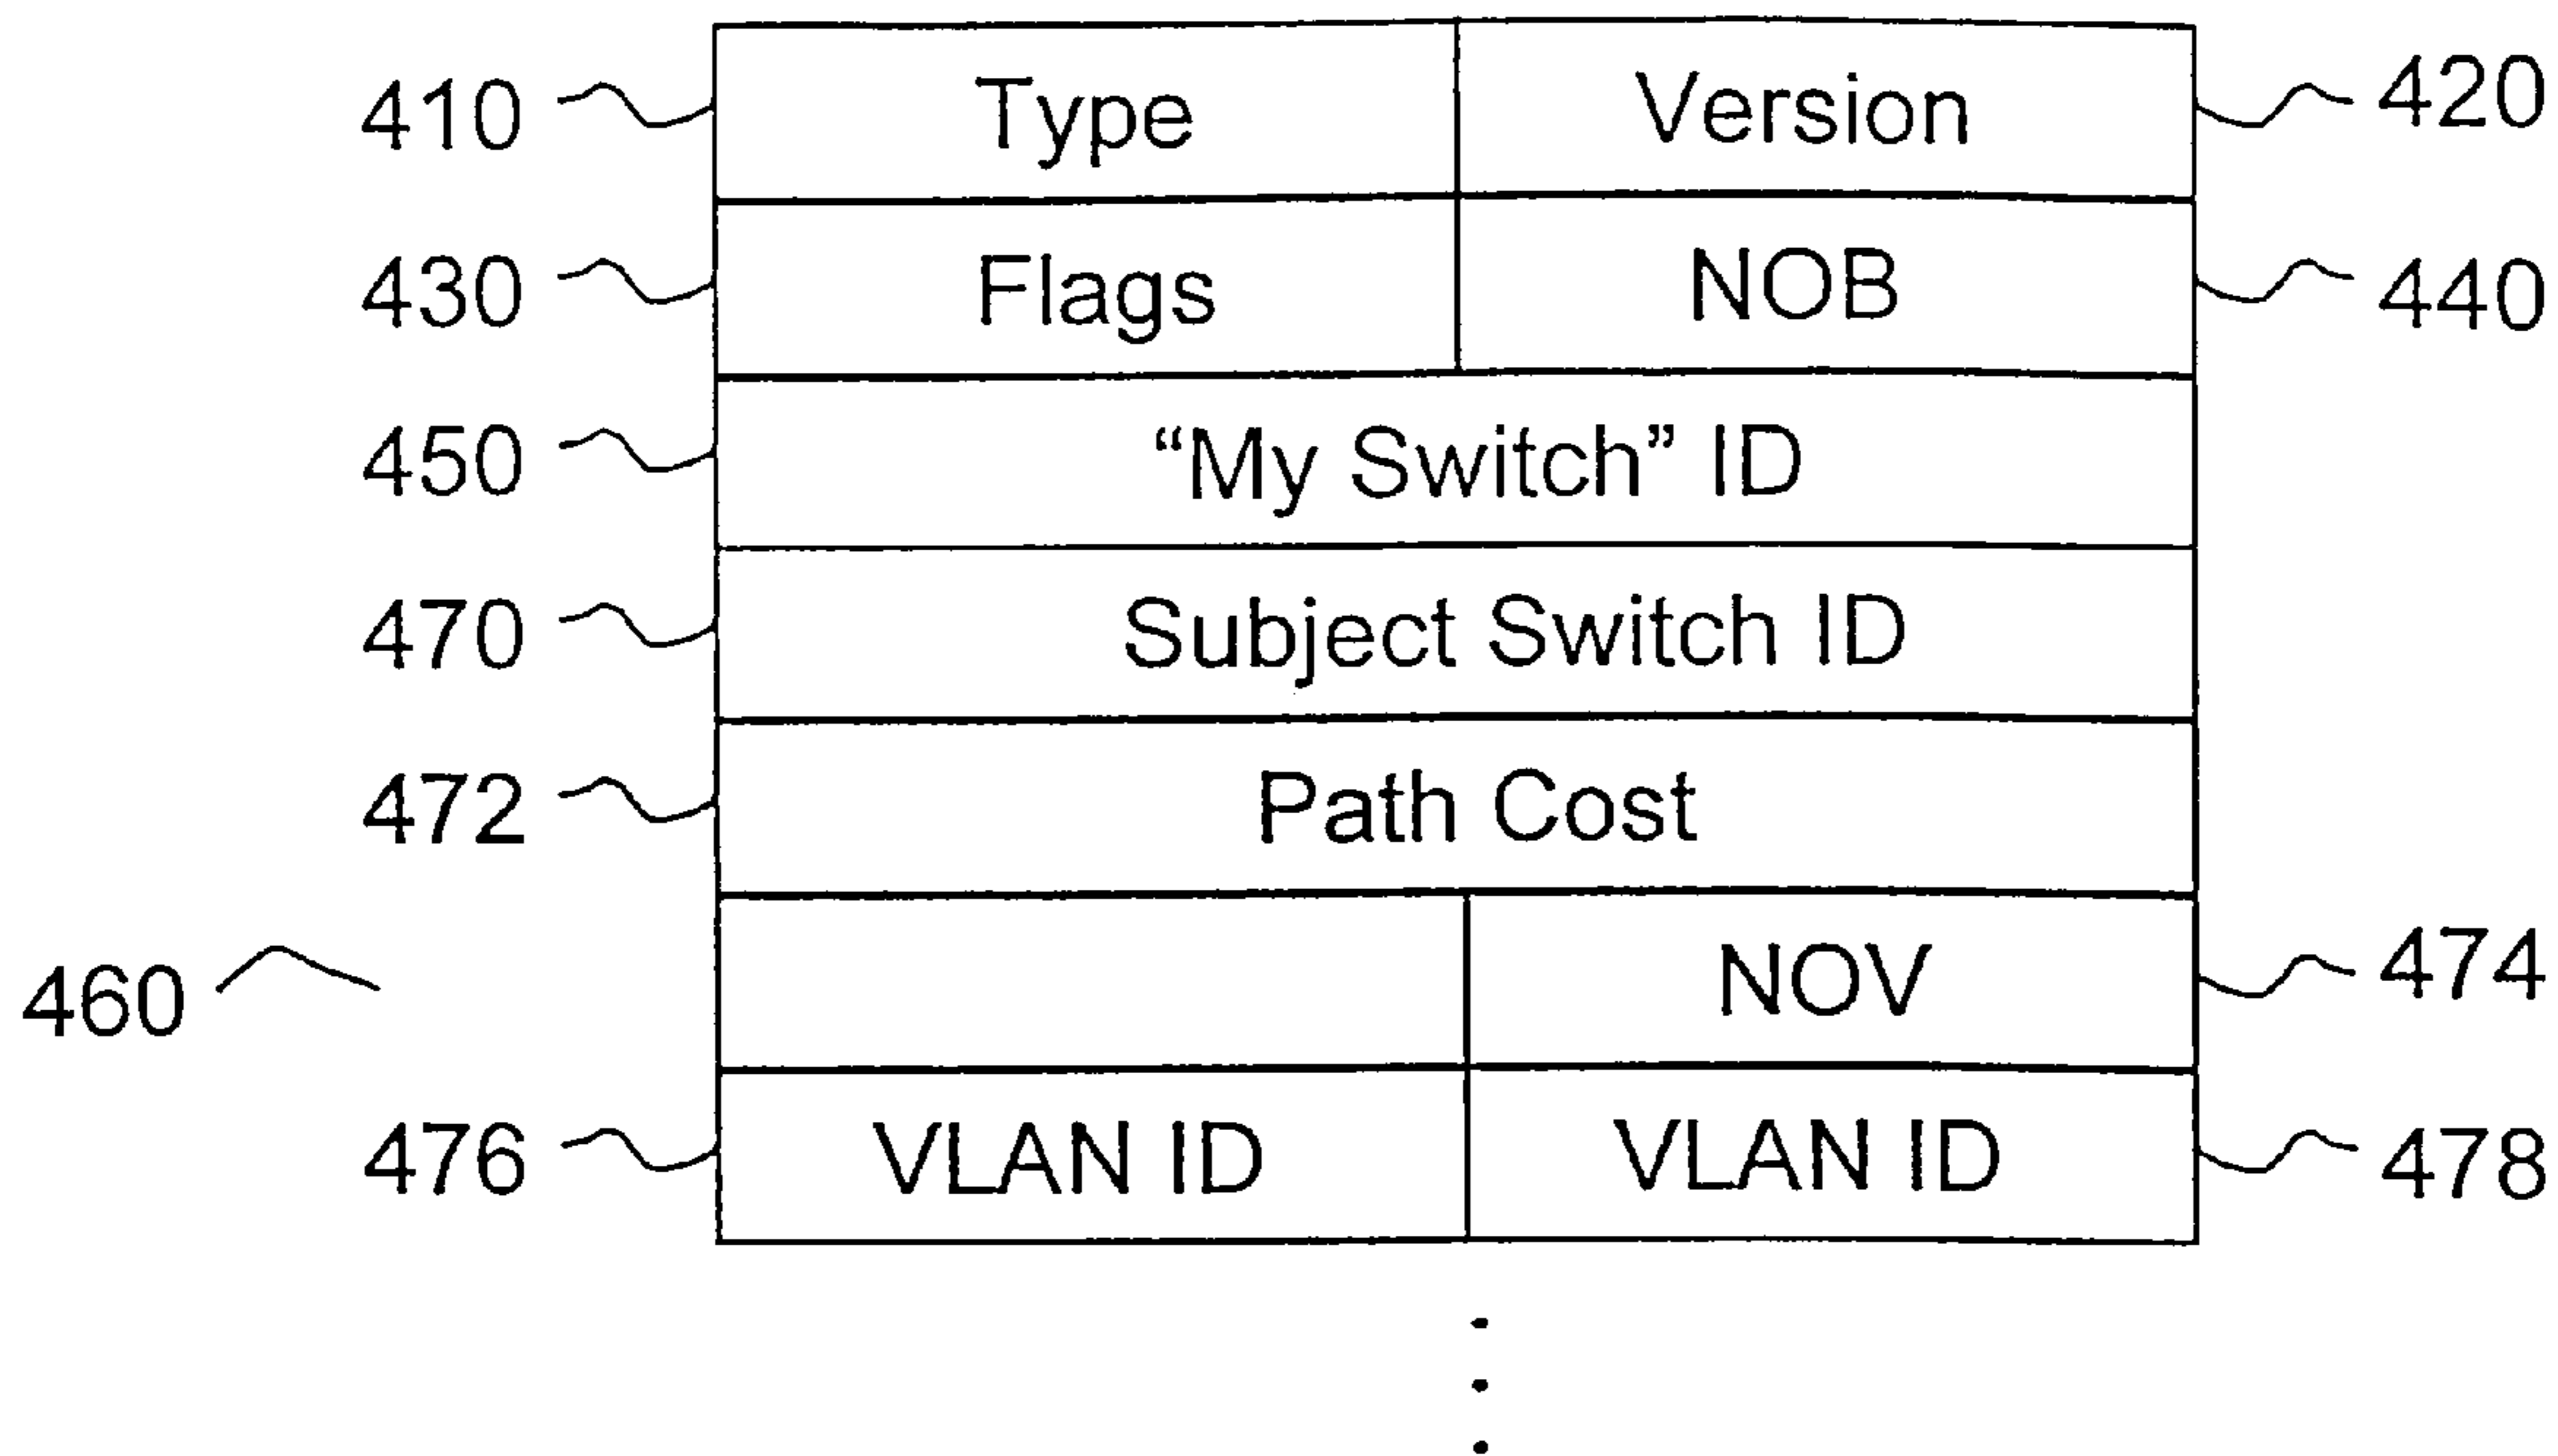 410 Type Version 420
430 Flags NOB 440
450 “My Switch” ID
470 Subject Switch ID
472 Path Cost
460 NOV 474
476 VLAN ID VLAN ID 478